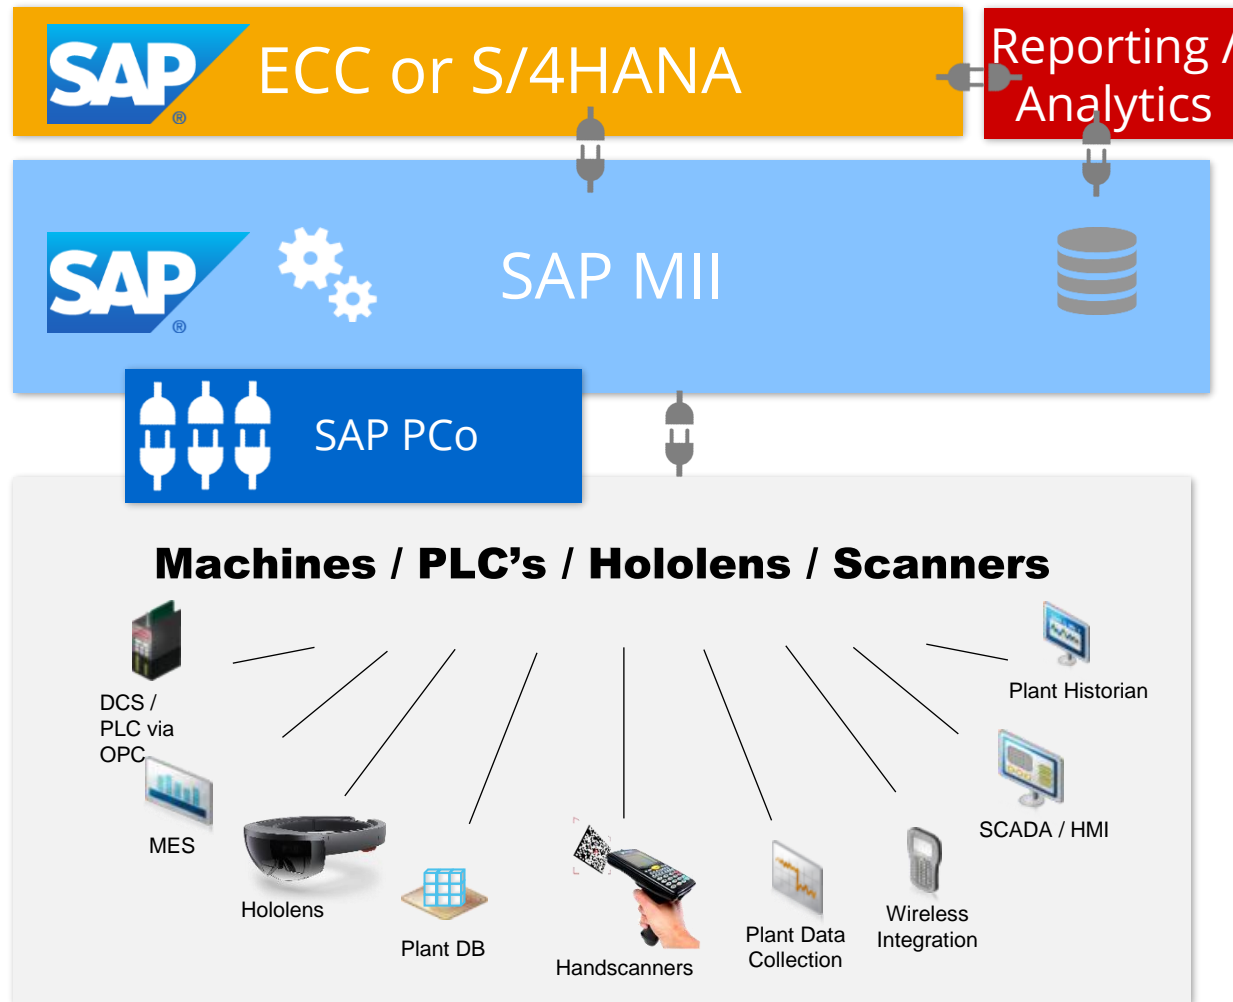 SAP
®
ECC or S/4HANA
Reporting /
Analytics
SAP
®
SAP MII
SAP PCo
Machines / PLC’s / Hololens / Scanners
DCS /
PLC via
OPC
MES
Hololens
Plant DB
Handscanners
Plant Data
Collection
Wireless
Integration
SCADA / HMI
Plant Historian